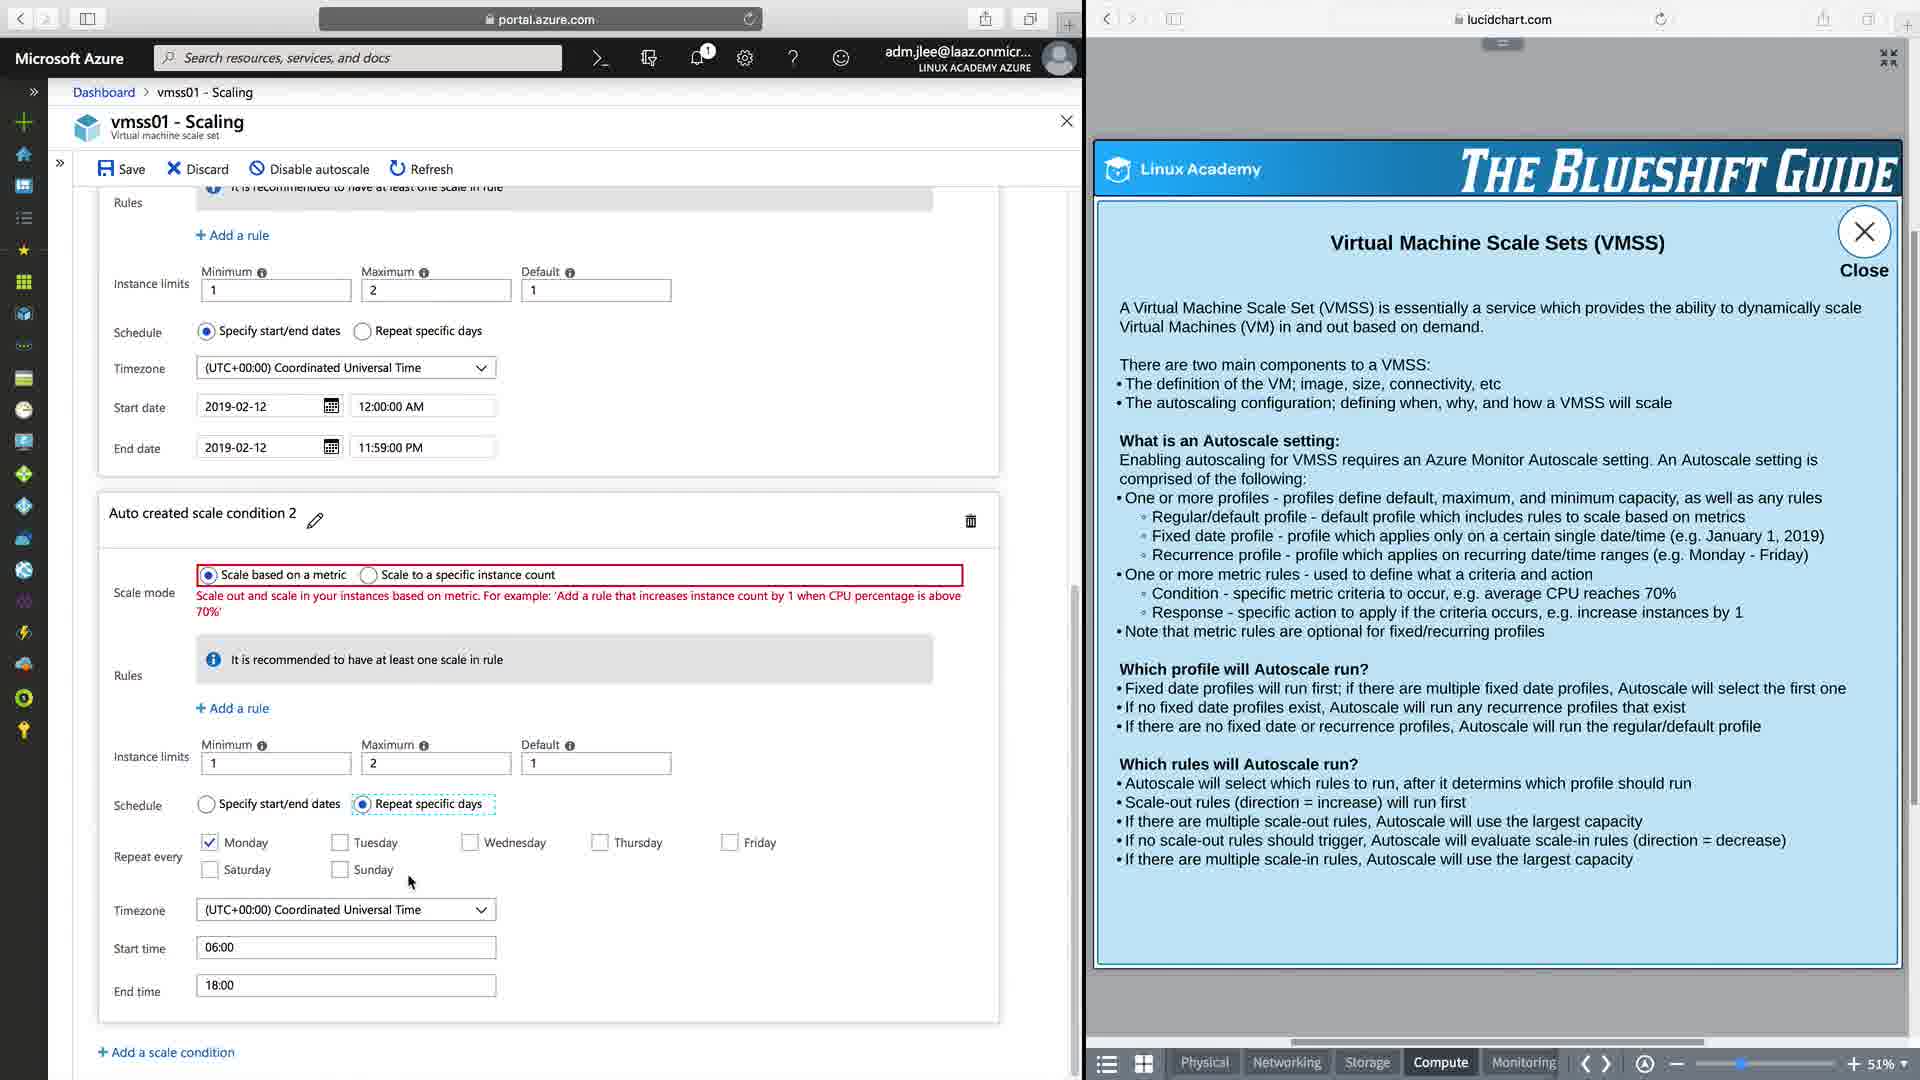 portal.azure.com
Microsoft Azure
Search resources, services, and docs
1
adm.jlee@laaz.onmicr...
LINUX ACADEMY AZURE
Dashboard > vmss01 - Scaling
vmss01 - Scaling
Virtual machine scale set
Save
Discard
Disable autoscale
Refresh
It is recommended to have at least one scale in rule
Rules
+ Add a rule
Minimum
Maximum
Default
Instance limits
1
2
1
Schedule
Specify start/end dates
Repeat specific days
Timezone
(UTC+00:00) Coordinated Universal Time
Start date
2019-02-12
12:00:00 AM
End date
2019-02-12
11:59:00 PM
Auto created scale condition 2
Scale mode
Scale based on a metric
Scale to a specific instance count
Scale out and scale in your instances based on metric. For example: 'Add a rule that increases instance count by 1 when CPU percentage is above
70%'
Rules
It is recommended to have at least one scale in rule
+ Add a rule
Minimum
Maximum
Default
Instance limits
1
2
1
Schedule
Specify start/end dates
Repeat specific days
Repeat every
Monday
Tuesday
Wednesday
Thursday
Friday
Saturday
Sunday
Timezone
(UTC+00:00) Coordinated Universal Time
Start time
06:00
End time
18:00
+ Add a scale condition
lucidchart.com
Linux Academy
THE BLUESHIFT GUIDE
Virtual Machine Scale Sets (VMSS)
Close
A Virtual Machine Scale Set (VMSS) is essentially a service which provides the ability to dynamically scale
Virtual Machines (VM) in and out based on demand.
There are two main components to a VMSS:
• The definition of the VM; image, size, connectivity, etc
• The autoscaling configuration; defining when, why, and how a VMSS will scale
What is an Autoscale setting:
Enabling autoscaling for VMSS requires an Azure Monitor Autoscale setting. An Autoscale setting is
comprised of the following:
• One or more profiles - profiles define default, maximum, and minimum capacity, as well as any rules
◦ Regular/default profile - default profile which includes rules to scale based on metrics
◦ Fixed date profile - profile which applies only on a certain single date/time (e.g. January 1, 2019)
◦ Recurrence profile - profile which applies on recurring date/time ranges (e.g. Monday - Friday)
• One or more metric rules - used to define what a criteria and action
◦ Condition - specific metric criteria to occur, e.g. average CPU reaches 70%
◦ Response - specific action to apply if the criteria occurs, e.g. increase instances by 1
• Note that metric rules are optional for fixed/recurring profiles
Which profile will Autoscale run?
• Fixed date profiles will run first; if there are multiple fixed date profiles, Autoscale will select the first one
• If no fixed date profiles exist, Autoscale will run any recurrence profiles that exist
• If there are no fixed date or recurrence profiles, Autoscale will run the regular/default profile
Which rules will Autoscale run?
• Autoscale will select which rules to run, after it determins which profile should run
• Scale-out rules (direction = increase) will run first
• If there are multiple scale-out rules, Autoscale will use the largest capacity
• If no scale-out rules should trigger, Autoscale will evaluate scale-in rules (direction = decrease)
• If there are multiple scale-in rules, Autoscale will use the largest capacity
Physical
Networking
Storage
Compute
Monitoring
51%